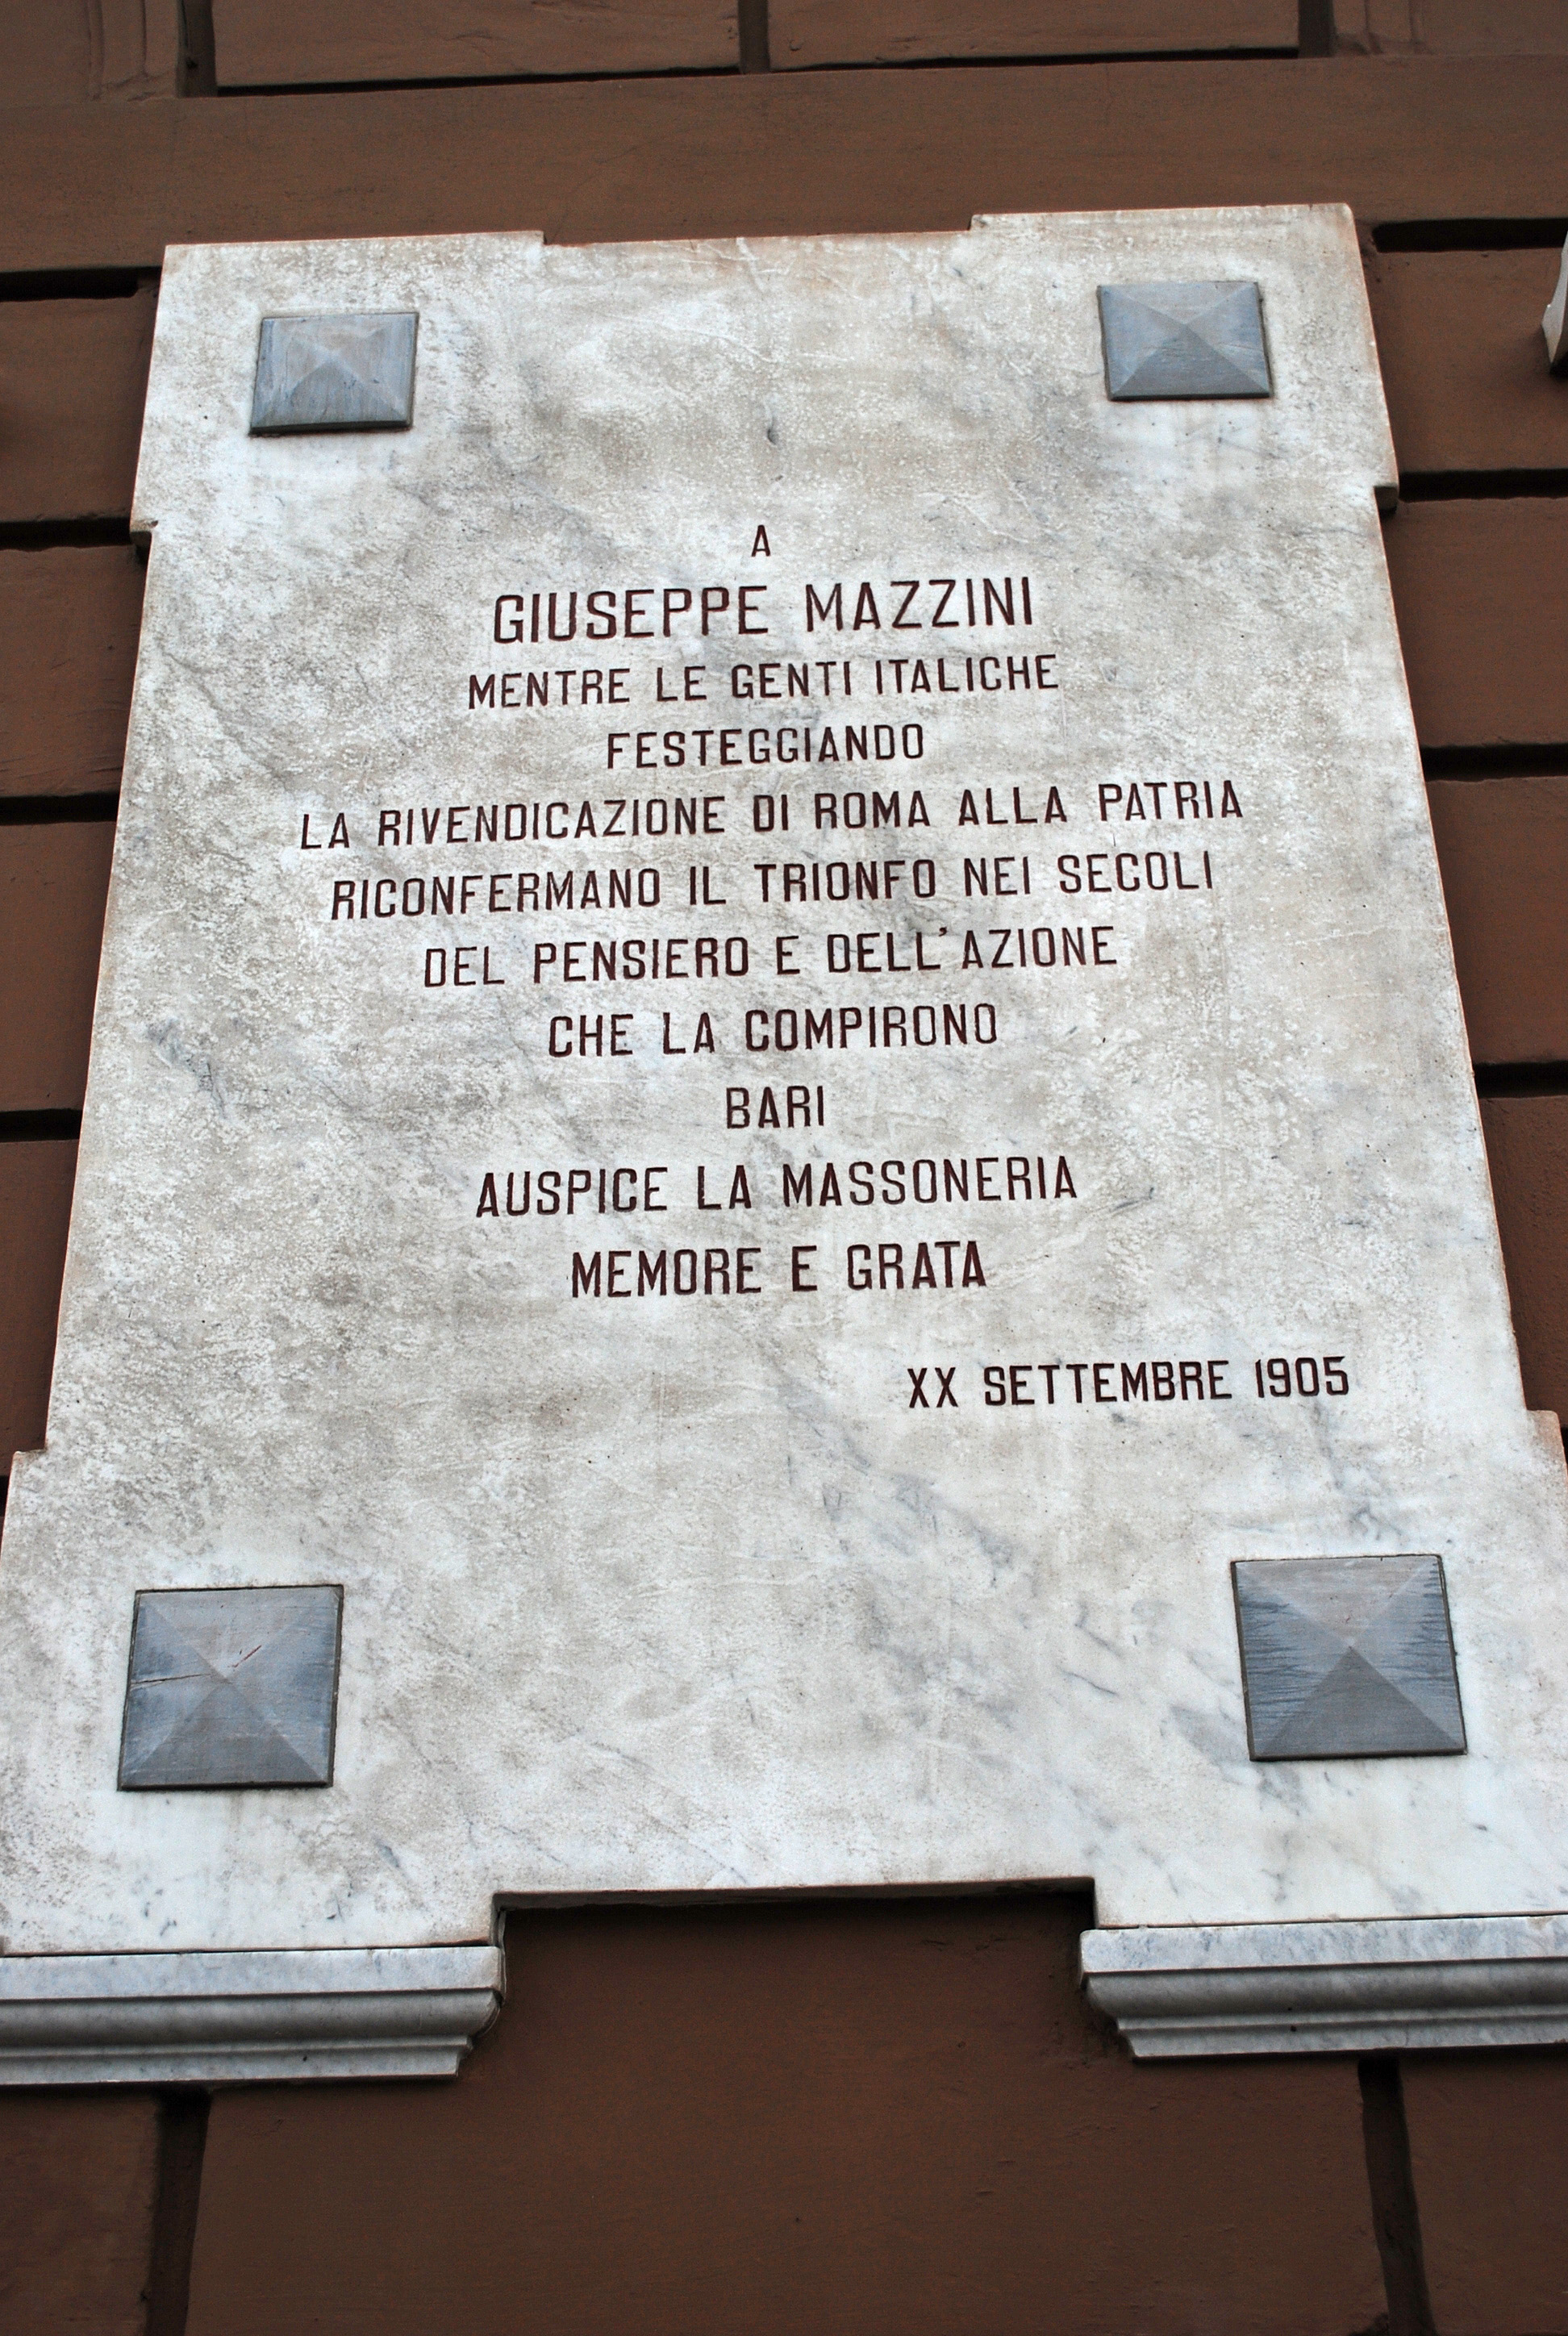 A
GIUSEPPE MAZZINI
MENTRE LE GENTI ITALICHE
FESTEGGIANDO
LA RIVENDICAZIONE DI ROMA ALLA PATRIA
RICONFERMANO IL TRIONFO NEI SECOLI
DEL PENSIERO E DELL'AZIONE
CHE LA COMPIRONO
BARI
AUSPICE LA MASSONERIA
MEMORE E GRATA
XX SETTEMBRE 1905